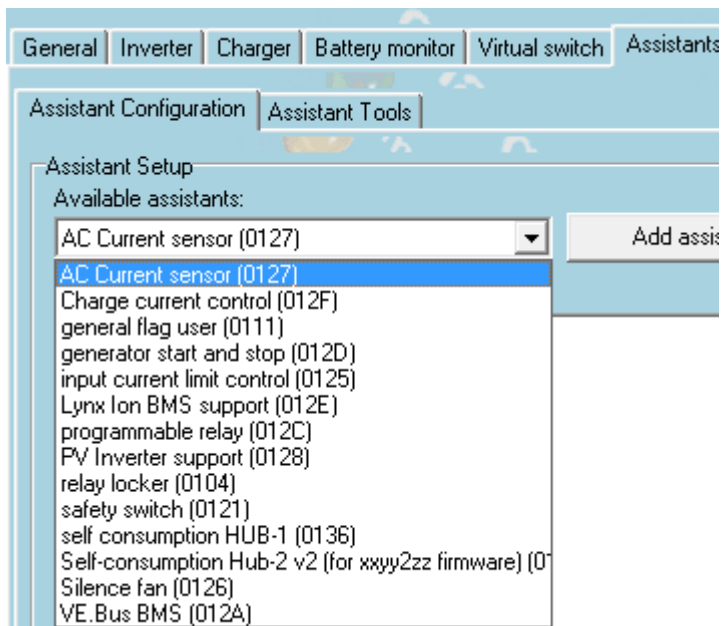 General Inverter Charger Battery monitor Virtual switch Assistants
Assistant Configuration Assistant Tools
Assistant Setup
Available assistants:
AC Current sensor (0127) Add
AC Current sensor (0127)
Charge current control (012F)
general flag user (0111)
generator start and stop (012D)
input current limit control (0125)
Lynx Ion BMS support (012E)
programmable relay (012C)
PV Inverter support (0128)
relay locker (0104)
safety switch (0121)
self consumption HUB-1 (0136)
Self-consumption Hub-2 v2 (for xxyy2zz firmware)
Silence fan (0126)
VE.Bus BMS (012A)